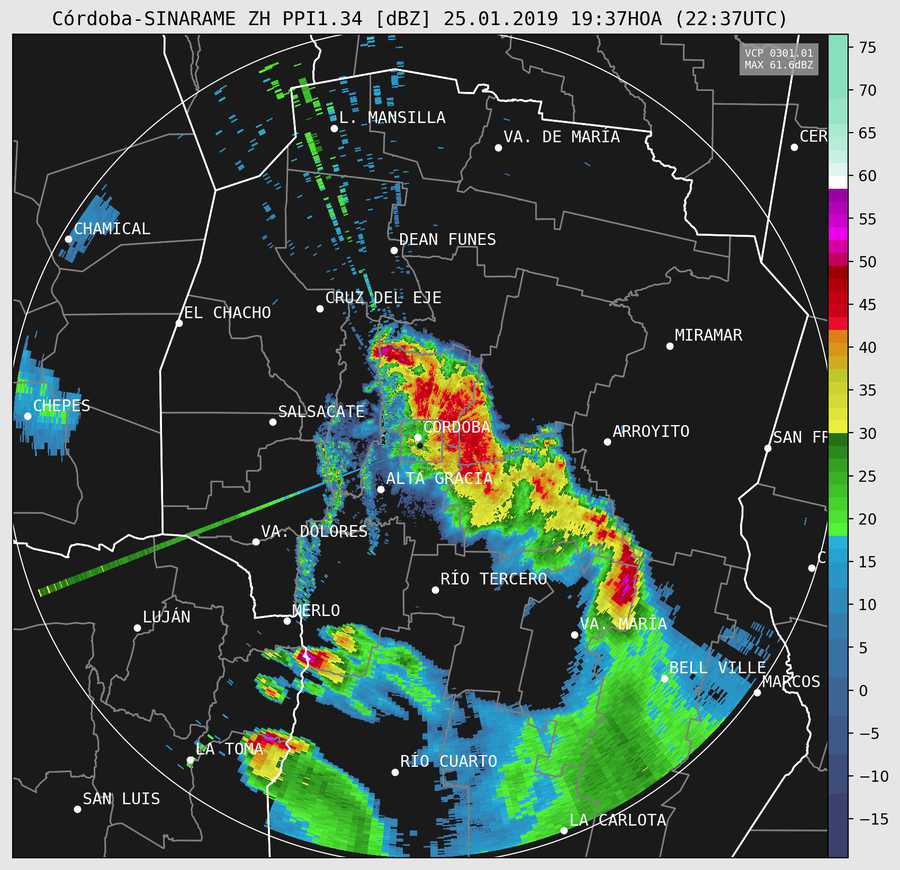 Córdoba-SINARAME ZH PPI1.34 [dBZ] 25.01.2019 19:37HOA (22:37UTC)
VCP 0301.01
MAX 61.6dBZ
75
70
65
60
55
50
45
40
35
30
25
20
15
10
5
0
−5
−10
−15
L. MANSILLA
VA. DE MARÍA
CER
CHAMICAL
DEAN FUNES
CRUZ DEL EJE
EL CHACHO
MIRAMAR
CHEPES
SALSACATE
CÓRDOBA
ARROYITO
SAN FR
ALTA GRACIA
VA. DOLORES
C
RÍO TERCERO
MERLO
LUJÁN
VA. MARÍA
BELL VILLE
MARCOS
LA TOMA
RÍO CUARTO
SAN LUIS
LA CARLOTA